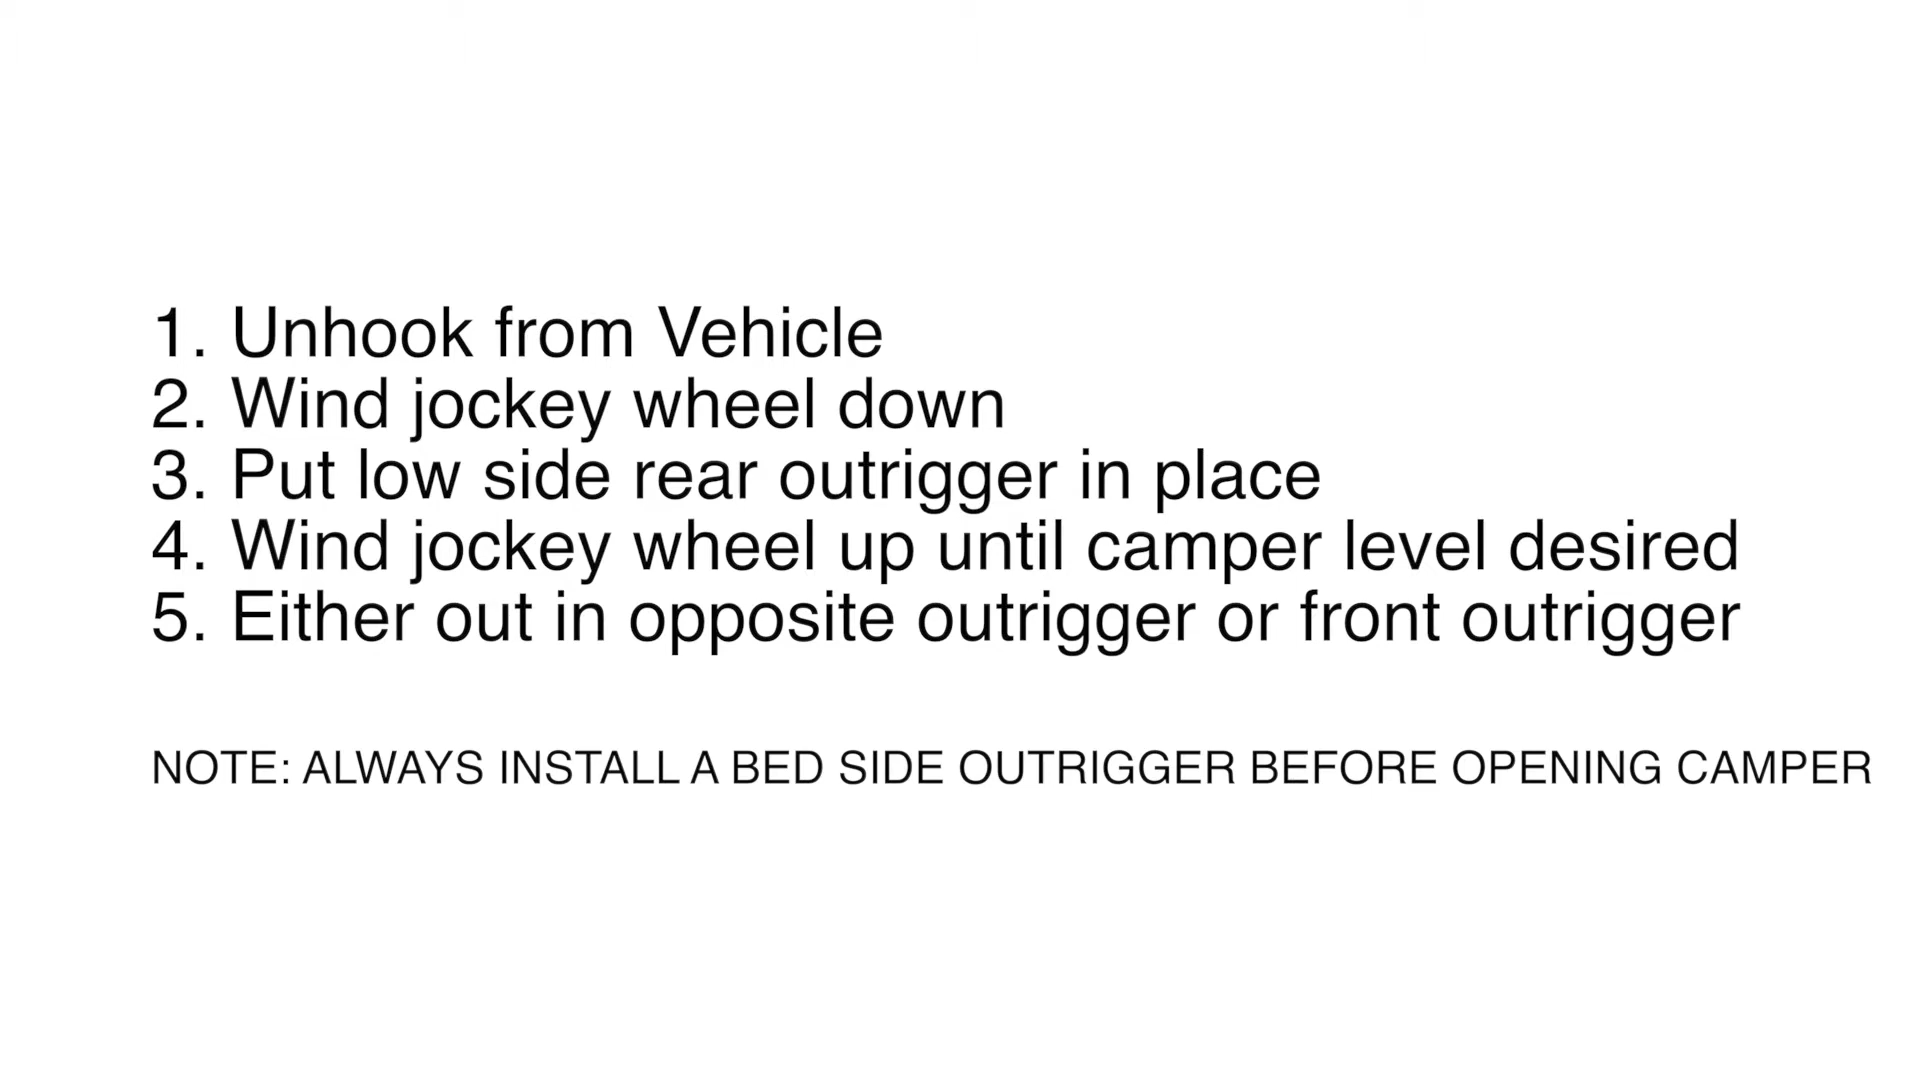 1. Unhook from Vehicle
2. Wind jockey wheel down
3. Put low side rear outrigger in place
4. Wind jockey wheel up until camper level desired
5. Either out in opposite outrigger or front outrigger
NOTE: ALWAYS INSTALL A BED SIDE OUTRIGGER BEFORE OPENING CAMPER